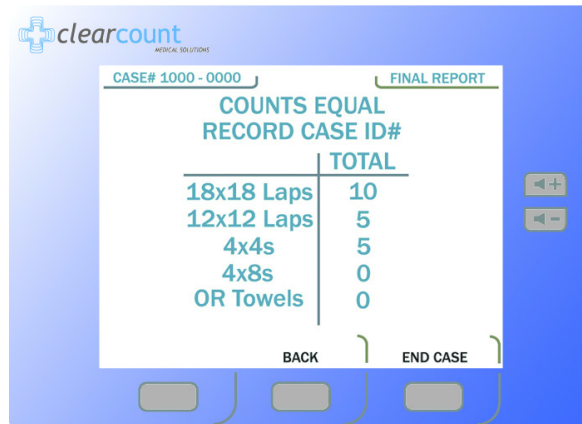 clearcount
MEDICAL SOLUTIONS
CASE# 1000 - 0000 FINAL REPORT
COUNTS EQUAL
RECORD CASE ID#
TOTAL
18x18 Laps 10
12x12 Laps 5
4x4s 5
4x8s 0
OR Towels 0
BACK END CASE